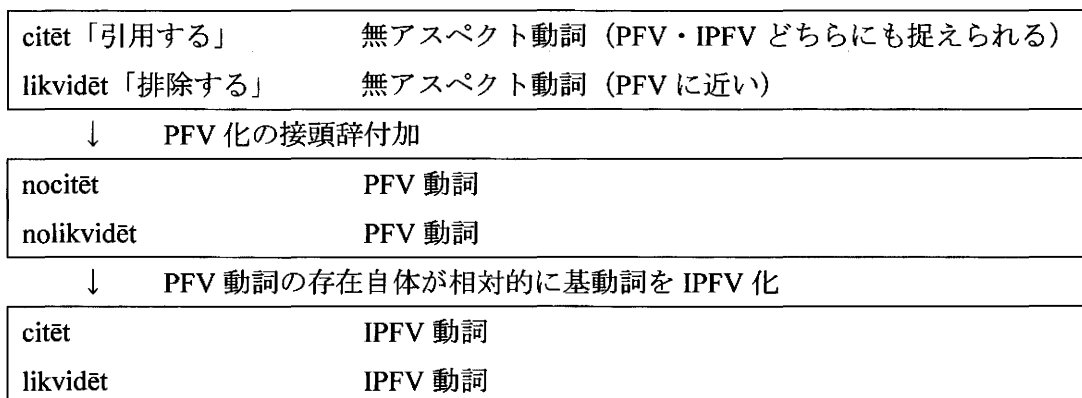 citēt「引用する」 無アスペクト動詞（PFV・IPFV どちらにも捉えられる）
likvidēt「排除する」 無アスペクト動詞（PFV に近い）
↓ PFV 化の接頭辞付加
nocitēt PFV 動詞
nolikvidēt PFV 動詞
↓ PFV 動詞の存在自体が相対的に基動詞を IPFV 化
citēt IPFV 動詞
likvidēt IPFV 動詞